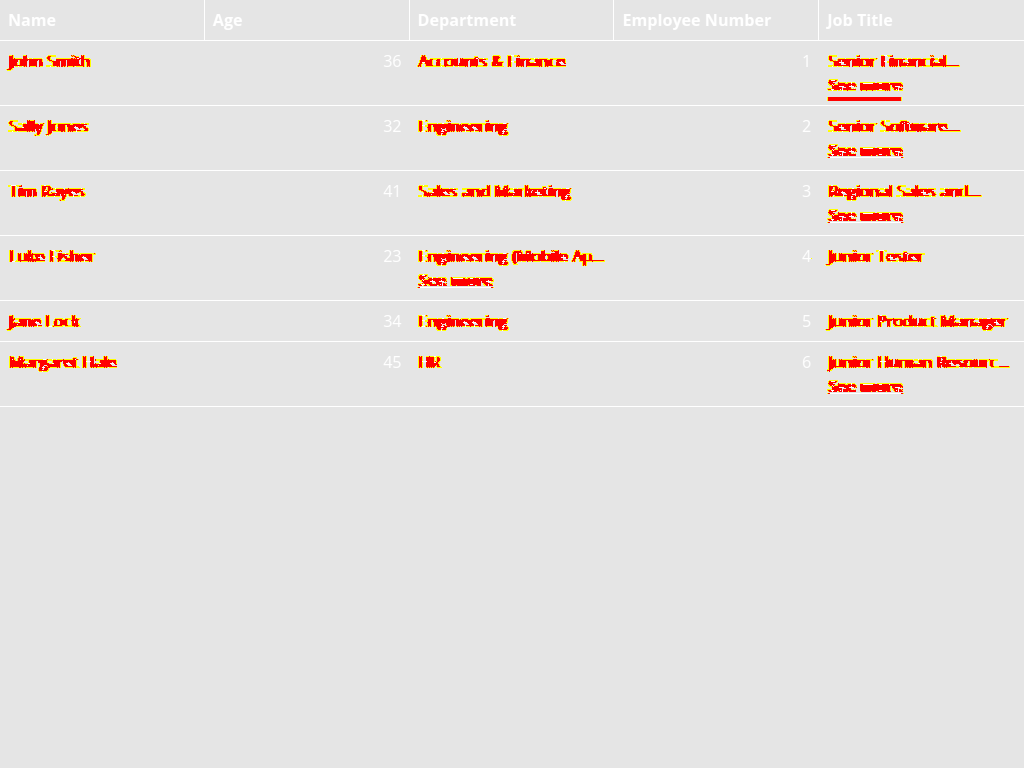 Name Age Department Employee Number Job Title
John Smith 36 Accounts & Finance 1 Senior Financial...
See more
Sally Jones 32 Engineering 2 Senior Software...
See more
Tim Bayes 41 Sales and Marketing 3 Regional Sales and...
See more
Luke Fisher 23 Engineering (Mobile Ap... 4 Junior Tester
See more
Jane Lock 34 Engineering 5 Junior Product Manager
Margaret Hale 45 HR 6 Junior Human Resourc...
See more